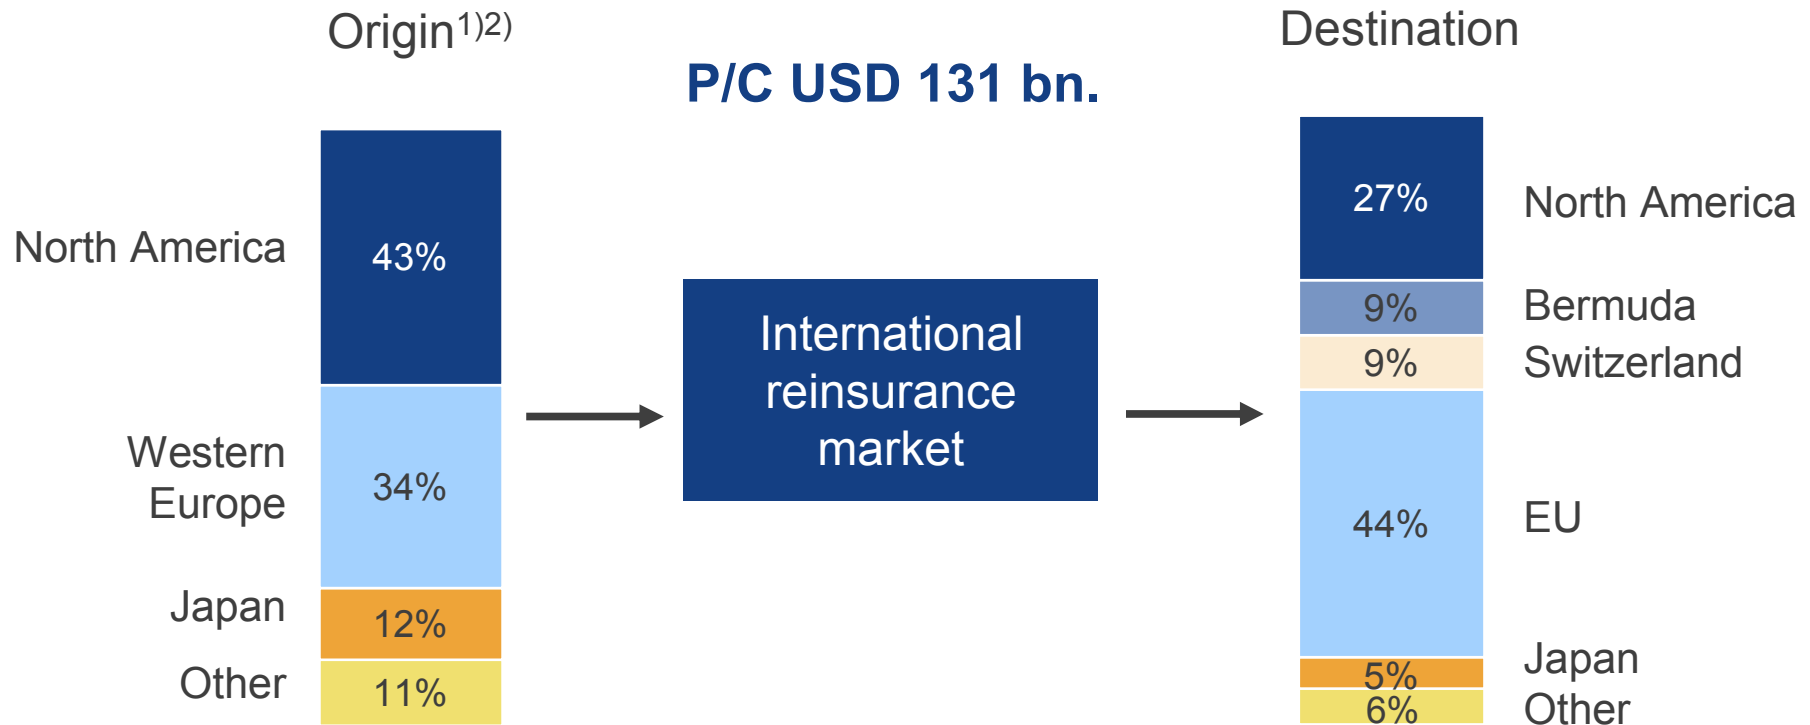 Origin1)2)
Destination
P/C USD 131 bn.
North America
43%
Western
Europe
34%
Japan
12%
Other
11%
International
reinsurance
market
27%
North America
9%
Bermuda
9%
Switzerland
44%
EU
5%
Japan
6%
Other